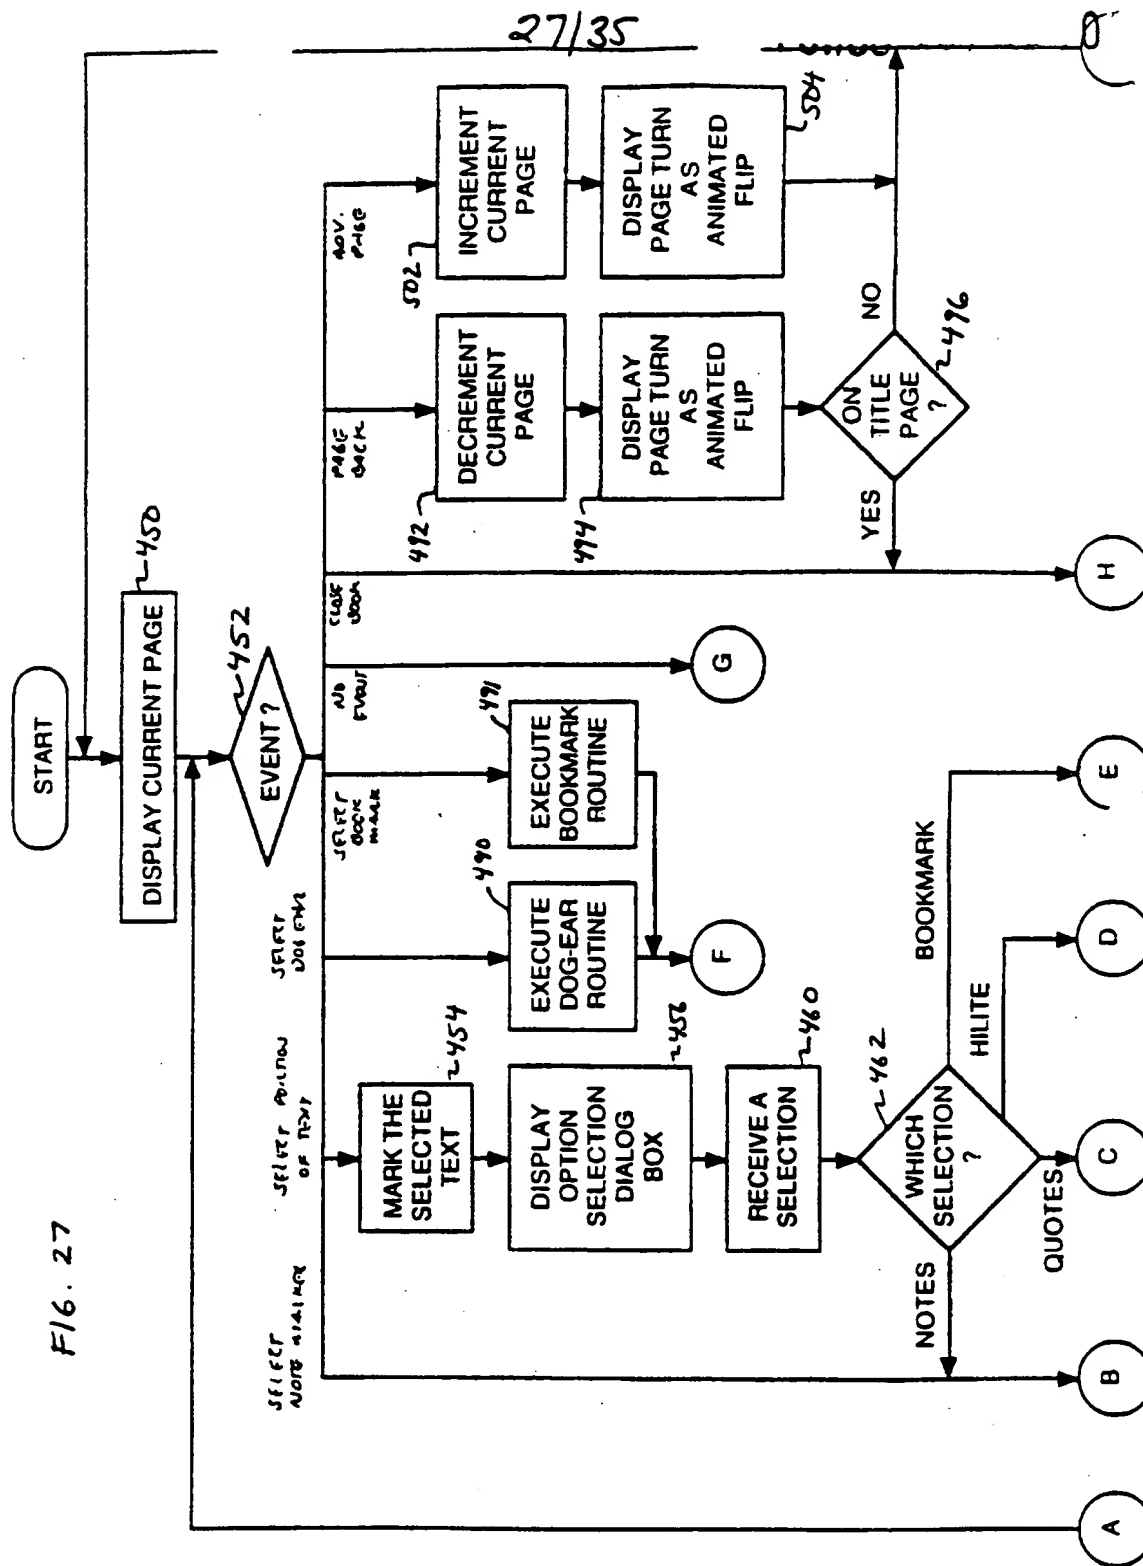 27/35
FIG. 27
START
DISPLAY CURRENT PAGE
450
EVENT?
452
SELECT
NOTE MARKER
SELECT PORTION
OF TEXT
SELECT
DOG EAR
SELECT
BOOK
MARK
NO
EVENT
CLOSE
BOOK
PAGE
BACK
ADV.
PAGE
MARK THE
SELECTED
TEXT
454
DISPLAY
OPTION
SELECTION
DIALOG
BOX
456
RECEIVE A
SELECTION
460
WHICH
SELECTION
?
462
NOTES
QUOTES
HILITE
BOOKMARK
EXECUTE
DOG-EAR
ROUTINE
490
EXECUTE
BOOKMARK
ROUTINE
491
DECREMENT
CURRENT
PAGE
492
DISPLAY
PAGE TURN
AS
ANIMATED
FLIP
494
ON
TITLE
PAGE
?
496
YES
NO
INCREMENT
CURRENT
PAGE
502
DISPLAY
PAGE TURN
AS
ANIMATED
FLIP
504
A
B
C
D
E
F
G
H